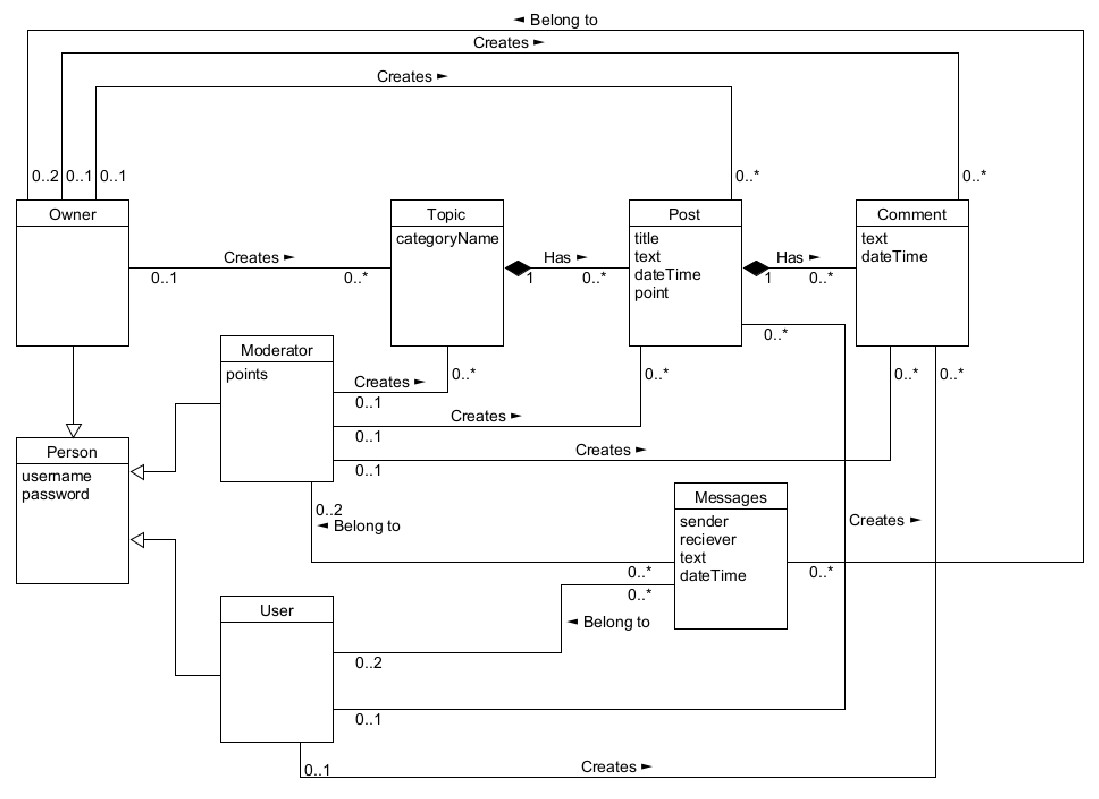 ◄ Belong to
Creates ►
Creates ►
0..2
0..1
0..1
0..*
0..*
Owner
Topic
categoryName
Post
title
text
dateTime
point
Comment
text
dateTime
Creates ►
0..1
0..*
Has ►
1
0..*
Has ►
1
0..*
Moderator
points
0..*
Creates ►
0..1
0..*
Creates ►
0..1
0..*
0..*
0..*
Creates ►
0..1
Person
username
password
0..2
◄ Belong to
Messages
sender
reciever
text
dateTime
Creates ►
0..*
0..*
0..*
◄ Belong to
User
0..2
0..1
0..1
Creates ►